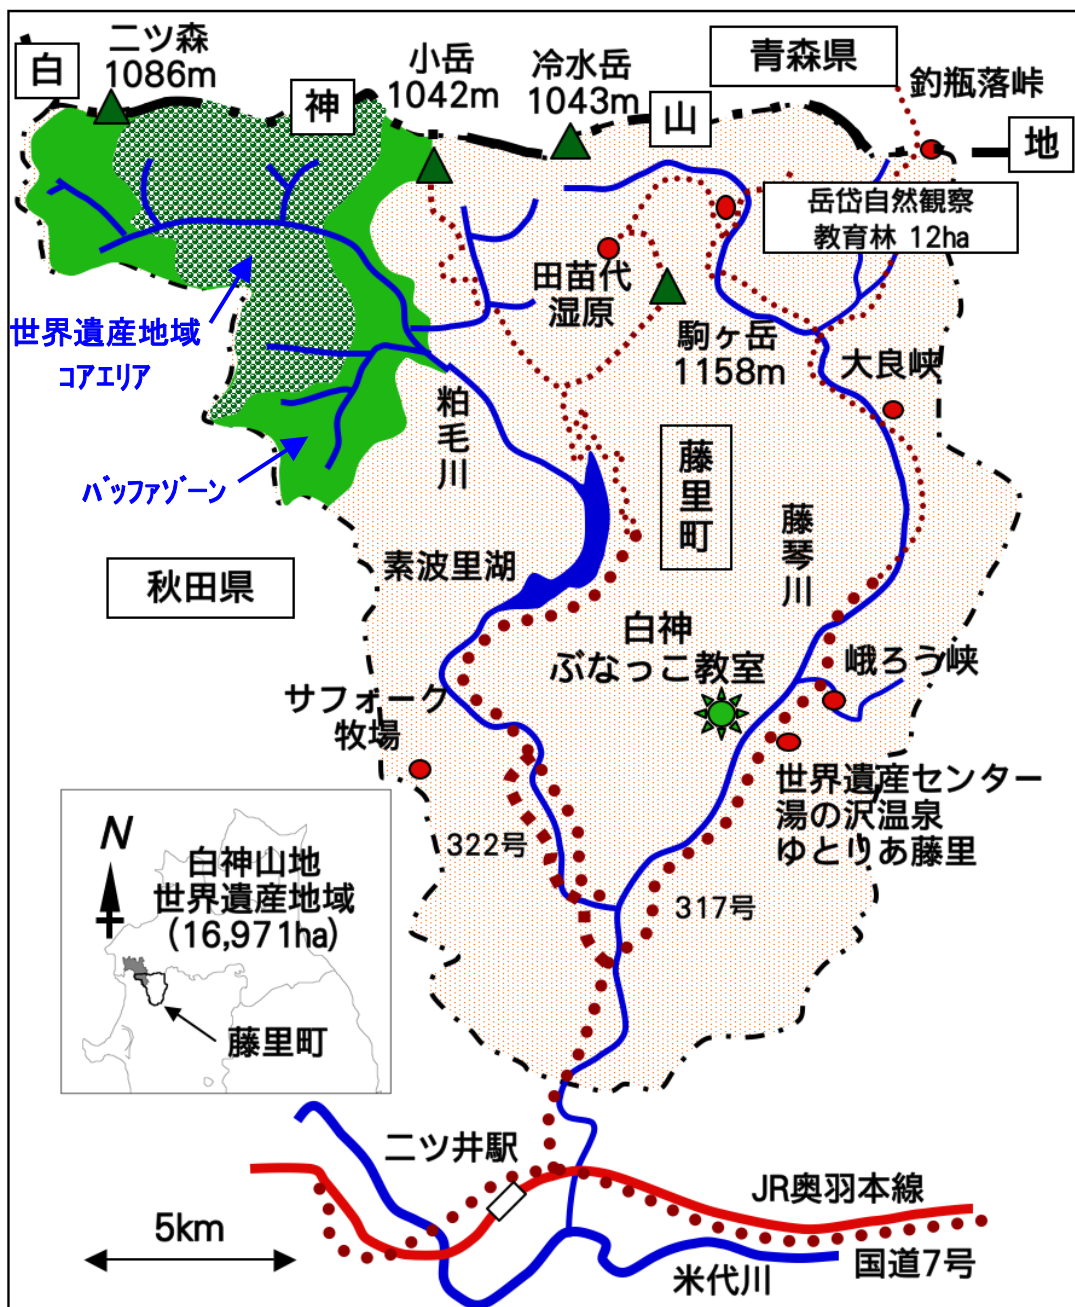 白
二ツ森
1086m
神
小岳
1042m
冷水岳
1043m
山
青森県
釣瓶落峠
地
岳岱自然観察
教育林 12ha
田苗代
湿原
世界遺産地域
コアエリア
駒ヶ岳
1158m
大良峡
粕毛川
バッファゾーン
藤里町
藤琴川
素波里湖
秋田県
白神
ぶなっこ教室
峨ろう峡
サフォーク
牧場
世界遺産センター
湯の沢温泉
ゆとりあ藤里
322号
317号
N
白神山地
世界遺産地域
(16,971ha)
藤里町
二ツ井駅
JR奥羽本線
5km
国道7号
米代川